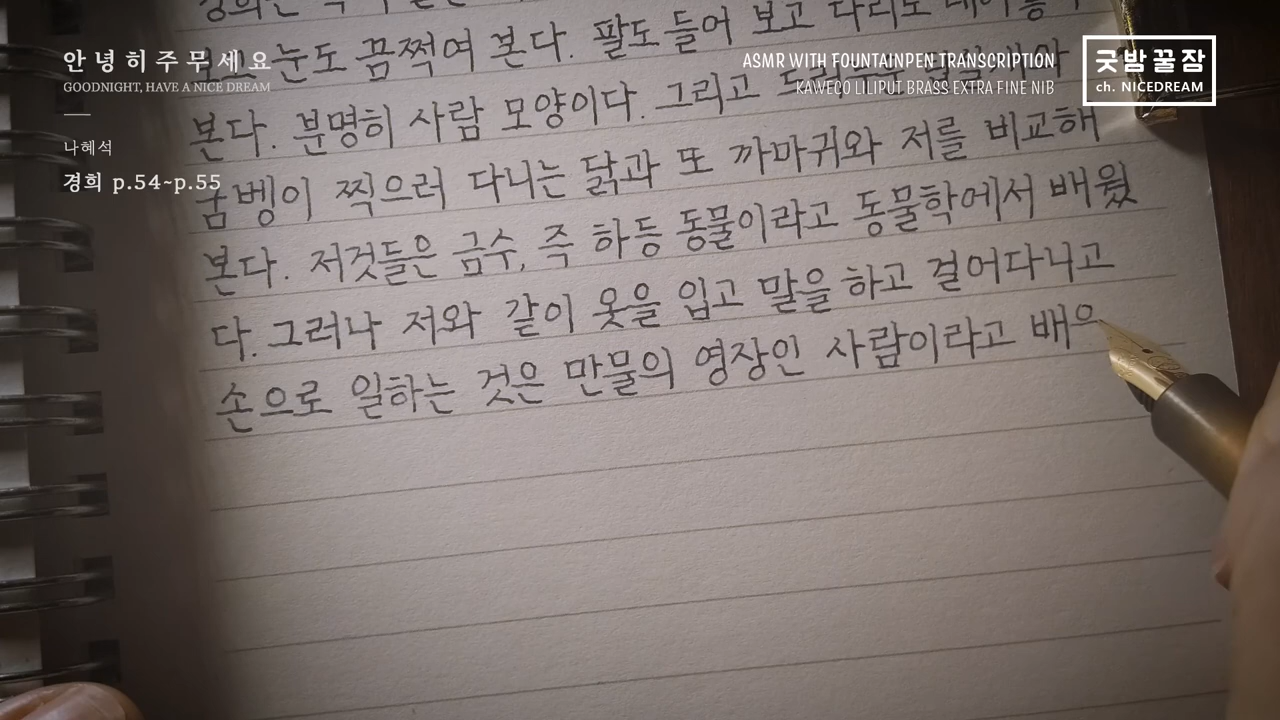 안녕히주무세요
GOODNIGHT, HAVE A NICE DREAM
나혜석
경희 p.54~p.55
ASMR WITH FOUNTAINPEN TRANSCRIPTION
KAWECO LILIPUT BRASS EXTRA FINE NIB
굿밤꿀잠
ch. NICEDREAM
눈도 끔쩍여 본다. 팔도 들어 보고 다리도
본다. 분명히 사람 모양이다. 그리고
굼벵이 찍으러 다니는 닭과 또 까마귀와 저를 비교해
본다. 저것들은 금수, 즉 하등 동물이라고 동물학에서 배웠
다. 그러나 저와 같이 옷을 입고 말을 하고 걸어다니고
손으로 일하는 것은 만물의 영장인 사람이라고 배으